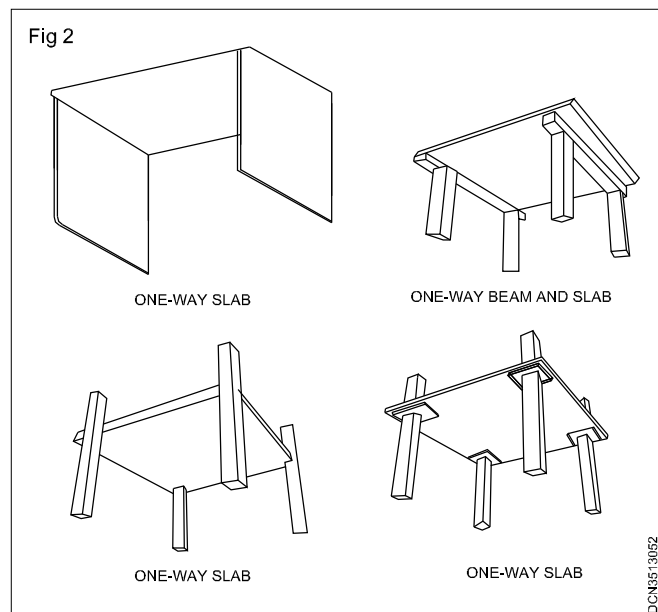 Fig 2
ONE-WAY SLAB
ONE-WAY BEAM AND SLAB
ONE-WAY SLAB
ONE-WAY SLAB
DCN3513052